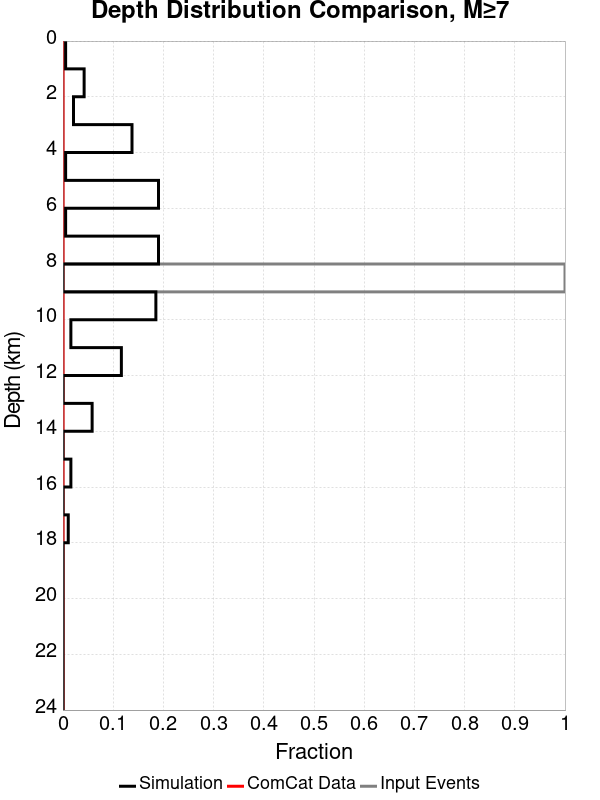 Depth Distribution Comparison, M≥7
0
2
4
6
8
10
12
14
16
18
20
22
24
Depth (km)
0 0.1 0.2 0.3 0.4 0.5 0.6 0.7 0.8 0.9 1
Fraction
Simulation ComCat Data Input Events